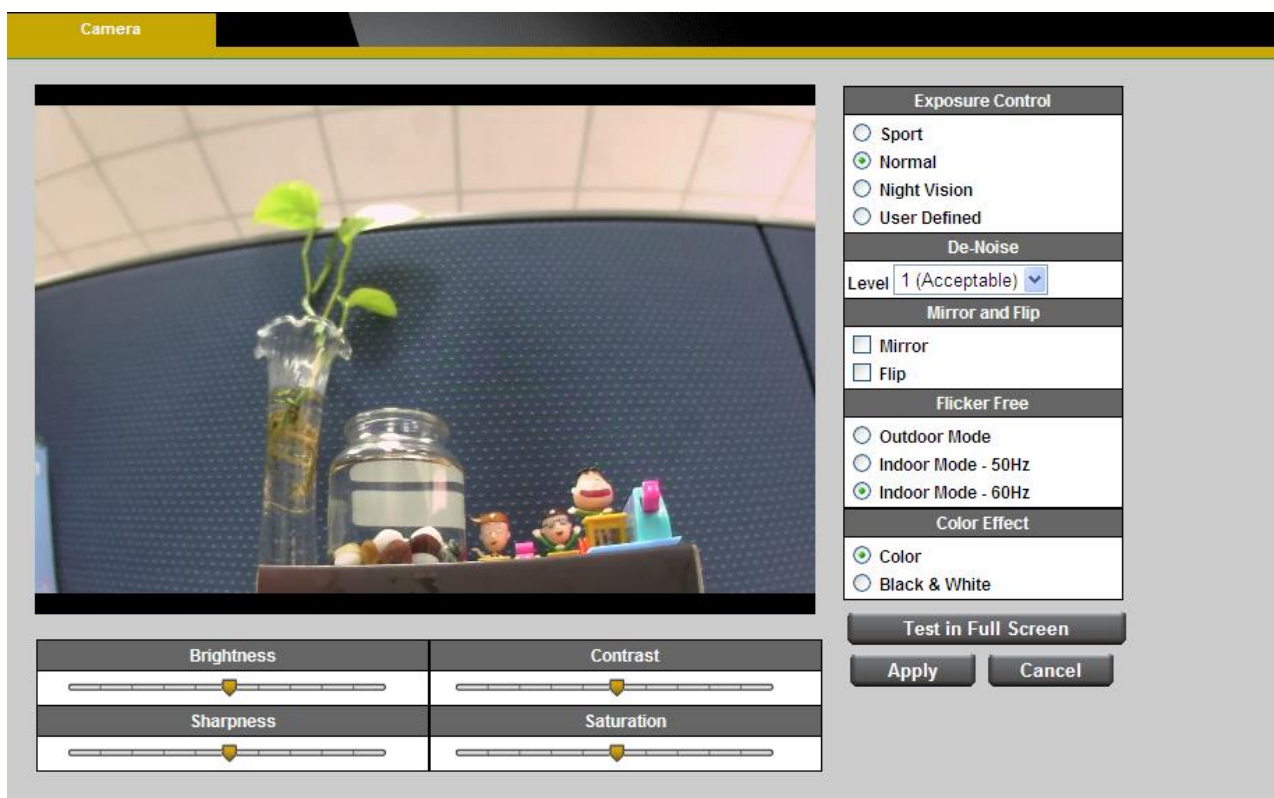 Camera
Exposure Control
Sport
Normal
Night Vision
User Defined
De-Noise
Level 1 (Acceptable)
Mirror and Flip
Mirror
Flip
Flicker Free
Outdoor Mode
Indoor Mode - 50Hz
Indoor Mode - 60Hz
Color Effect
Color
Black & White
Test in Full Screen
Apply Cancel
Brightness Contrast
Sharpness Saturation